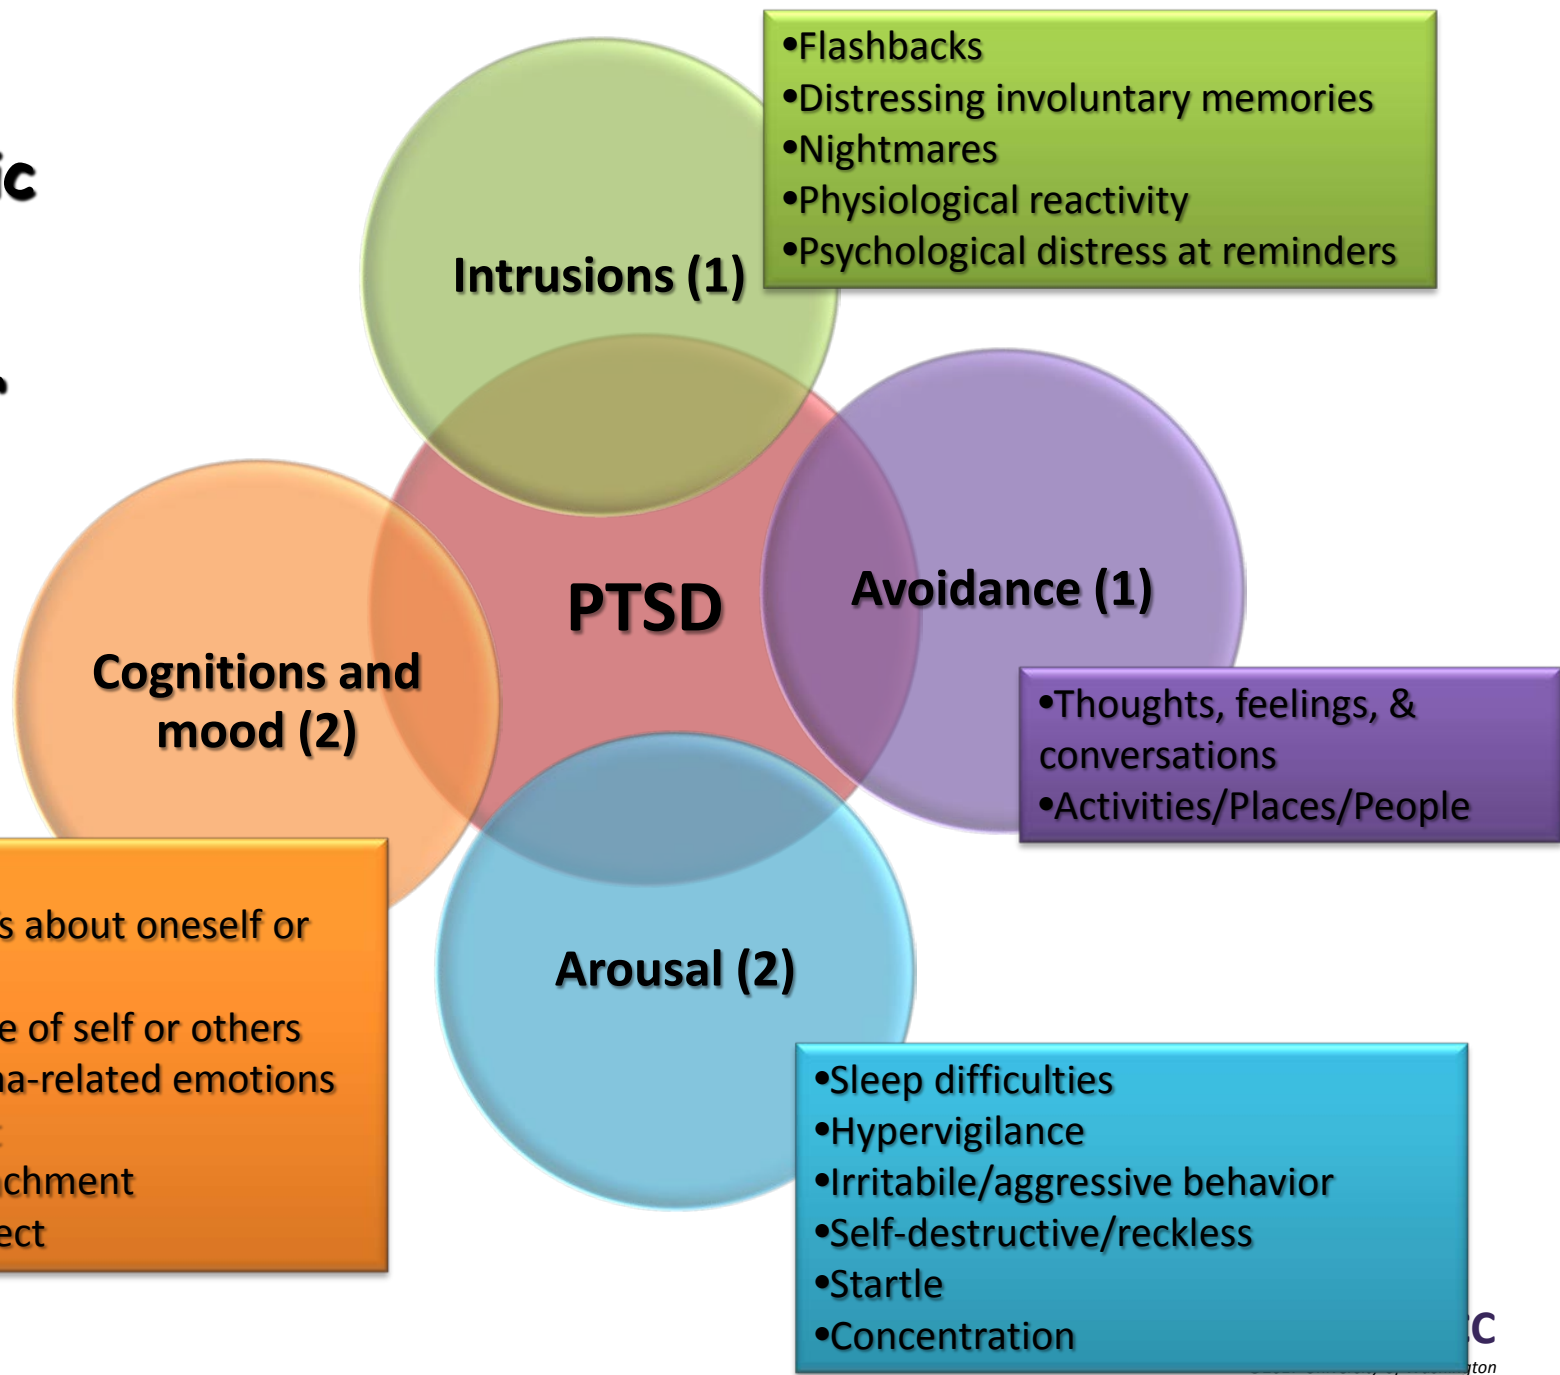 •Flashbacks
•Distressing involuntary memories
•Nightmares
•Physiological reactivity
•Psychological distress at reminders
ic
Intrusions (1)
PTSD
Avoidance (1)
Cognitions and
mood (2)
•Thoughts, feelings, &
conversations
•Activities/Places/People
s about oneself or
e of self or others
a-related emotions
chment
ect
Arousal (2)
•Sleep difficulties
•Hypervigilance
•Irritabile/aggressive behavior
•Self-destructive/reckless
•Startle
•Concentration
C
gton